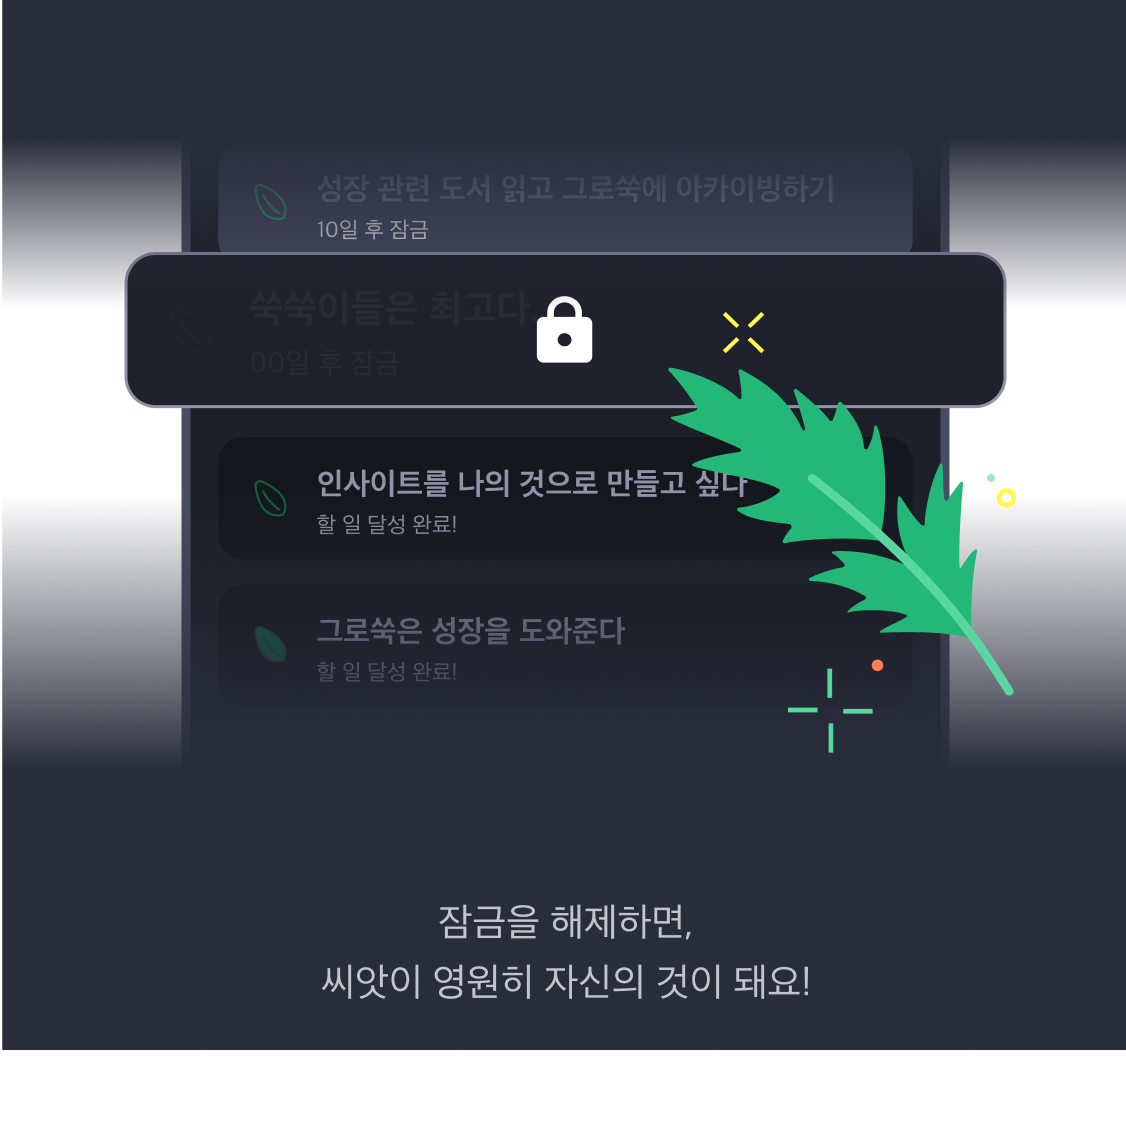 성장 관련 도서 읽고 그로쑥에 아카이빙하기
10일 후 잠금
쑥쑥이들은 최고다
00일 후 잠금
인사이트를 나의 것으로 만들고 싶다
할 일 달성 완료!
그로쑥은 성장을 도와준다
할 일 달성 완료!
잠금을 해제하면,
씨앗이 영원히 자신의 것이 돼요!